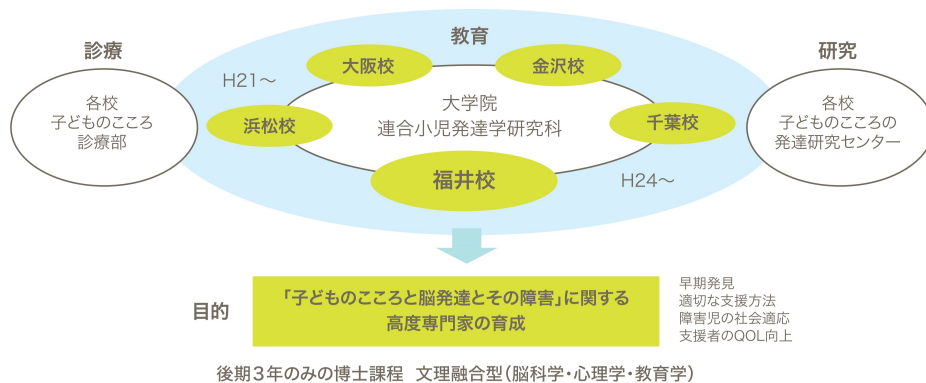 教育
診療
研究
H21～
大阪校
金沢校
各校
子どものこころ
診療部
浜松校
大学院
連合小児発達学研究科
千葉校
各校
子どものこころの
発達研究センター
福井校
H24～
目的
「子どものこころと脳発達とその障害」に関する
高度専門家の育成
早期発見
適切な支援方法
障害児の社会適応
支援者のQOL向上
後期3年のみの博士課程 文理融合型（脳科学・心理学・教育学）